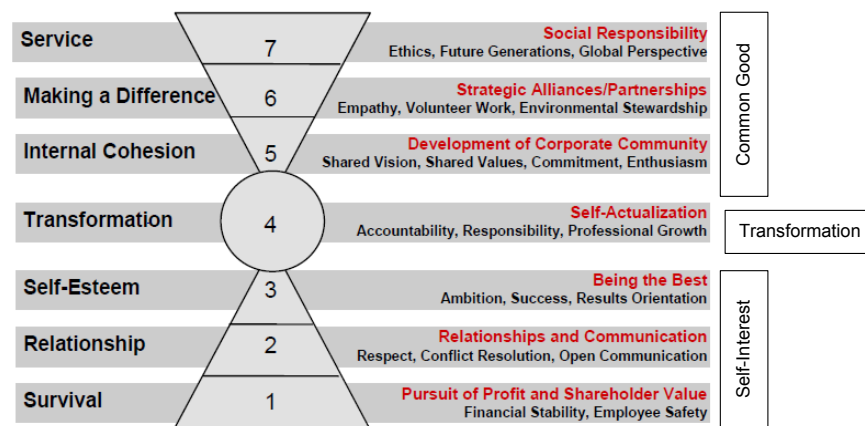 Service
7
Social Responsibility
Ethics, Future Generations, Global Perspective
Making a Difference
6
Strategic Alliances/Partnerships
Empathy, Volunteer Work, Environmental Stewardship
Internal Cohesion
5
Development of Corporate Community
Shared Vision, Shared Values, Commitment, Enthusiasm
Common Good
Transformation
4
Self-Actualization
Accountability, Responsibility, Professional Growth
Transformation
Self-Esteem
3
Being the Best
Ambition, Success, Results Orientation
Relationship
2
Relationships and Communication
Respect, Conflict Resolution, Open Communication
Survival
1
Pursuit of Profit and Shareholder Value
Financial Stability, Employee Safety
Self-Interest